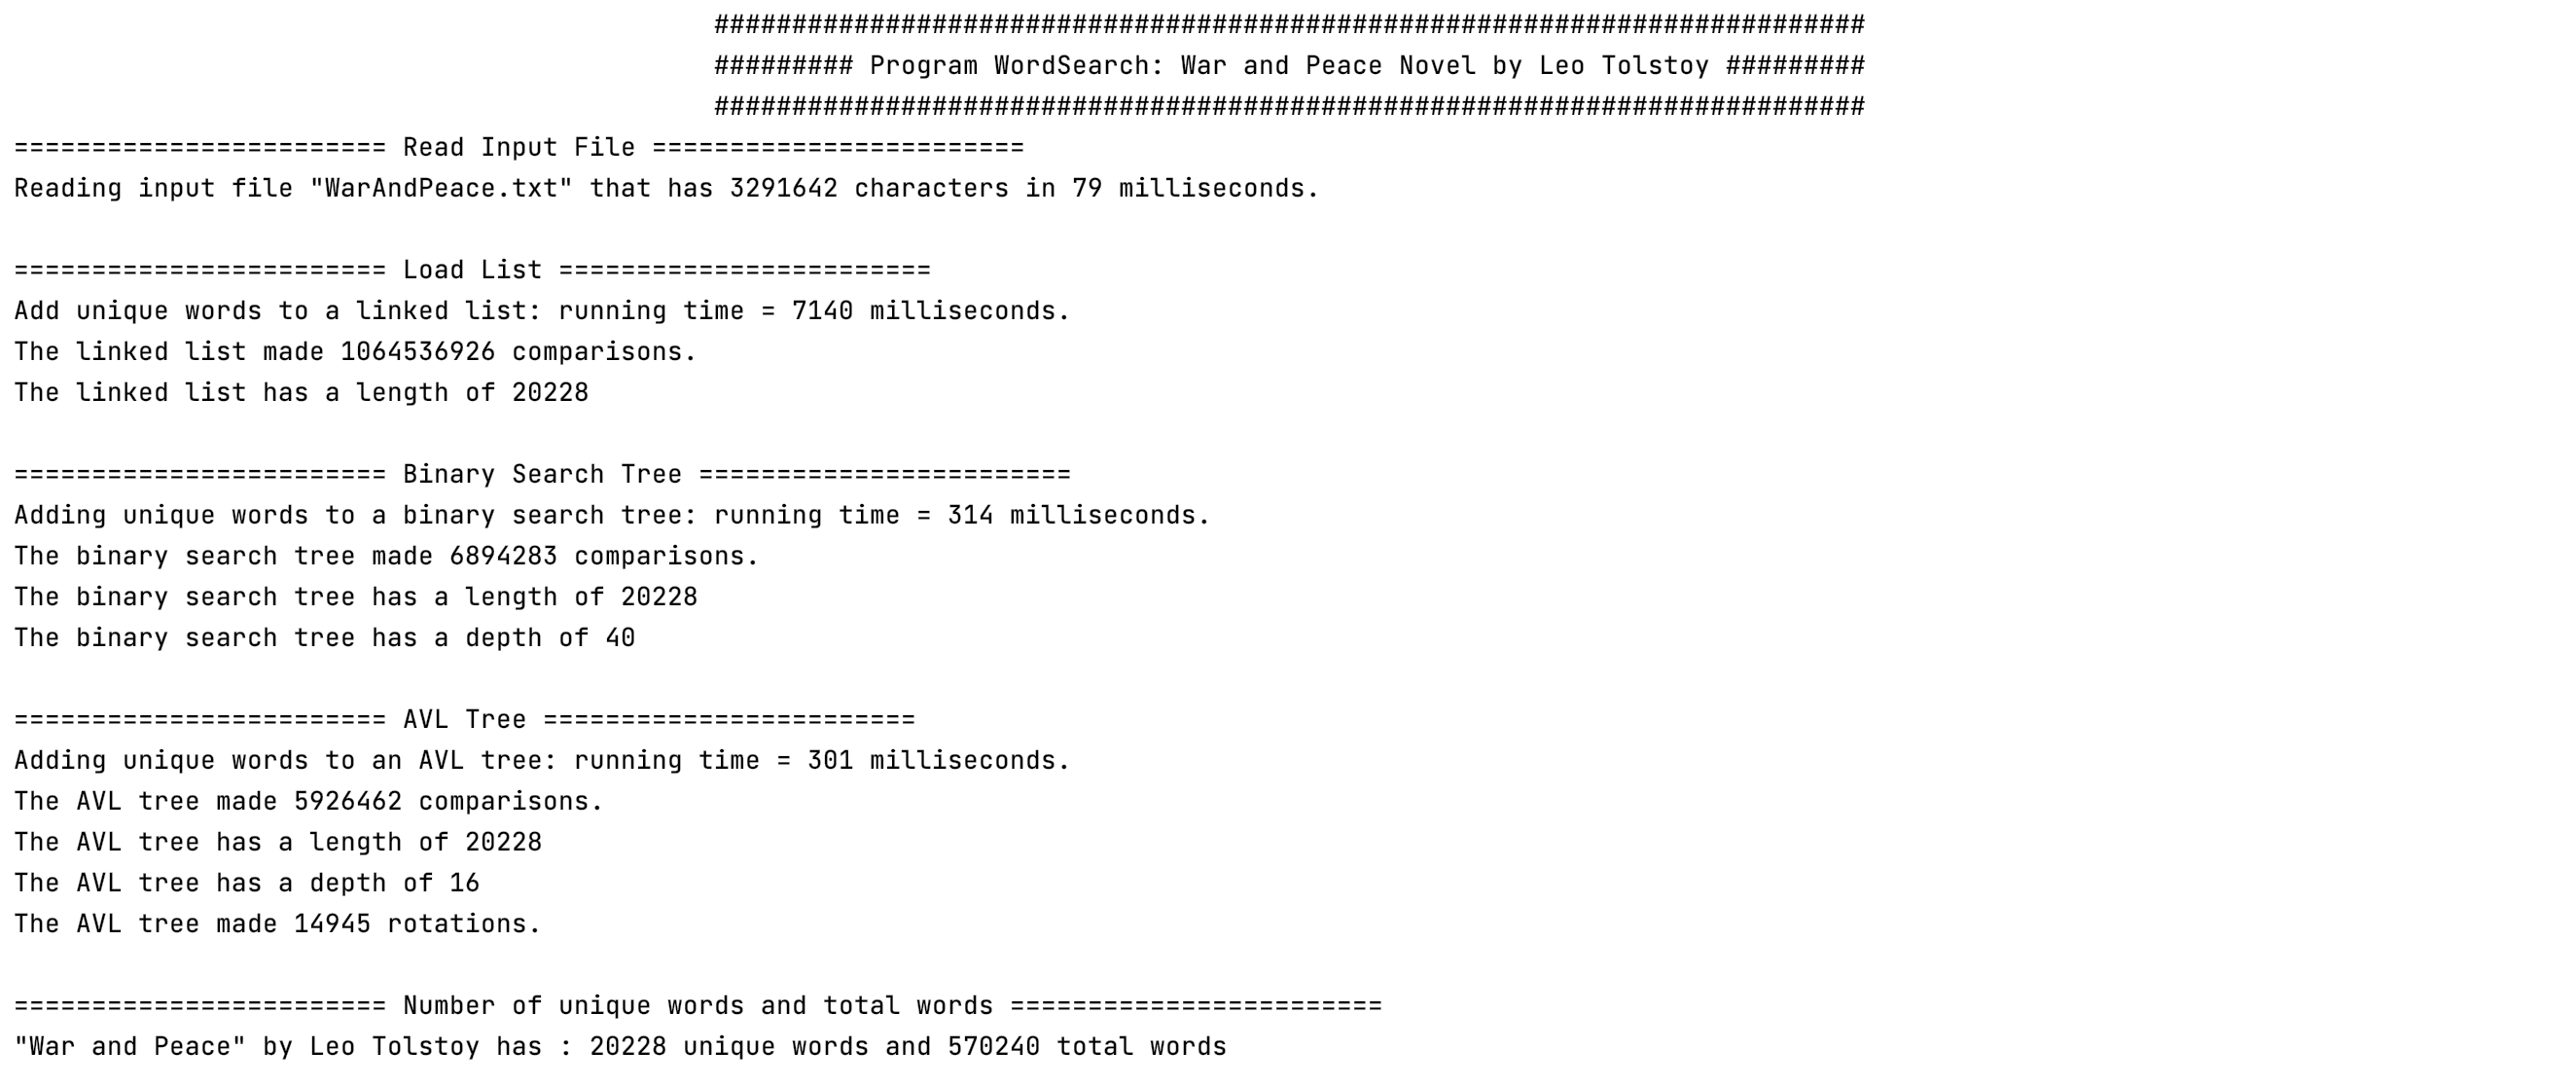 ##########################################################################
######### Program WordSearch: War and Peace Novel by Leo Tolstoy #########
##########################################################################
======================== Read Input File ========================
Reading input file "WarAndPeace.txt" that has 3291642 characters in 79 milliseconds.
======================== Load List ========================
Add unique words to a linked list: running time = 7140 milliseconds.
The linked list made 1064536926 comparisons.
The linked list has a length of 20228
======================== Binary Search Tree ========================
Adding unique words to a binary search tree: running time = 314 milliseconds.
The binary search tree made 6894283 comparisons.
The binary search tree has a length of 20228
The binary search tree has a depth of 40
======================== AVL Tree ========================
Adding unique words to an AVL tree: running time = 301 milliseconds.
The AVL tree made 5926462 comparisons.
The AVL tree has a length of 20228
The AVL tree has a depth of 16
The AVL tree made 14945 rotations.
======================== Number of unique words and total words ========================
"War and Peace" by Leo Tolstoy has : 20228 unique words and 570240 total words